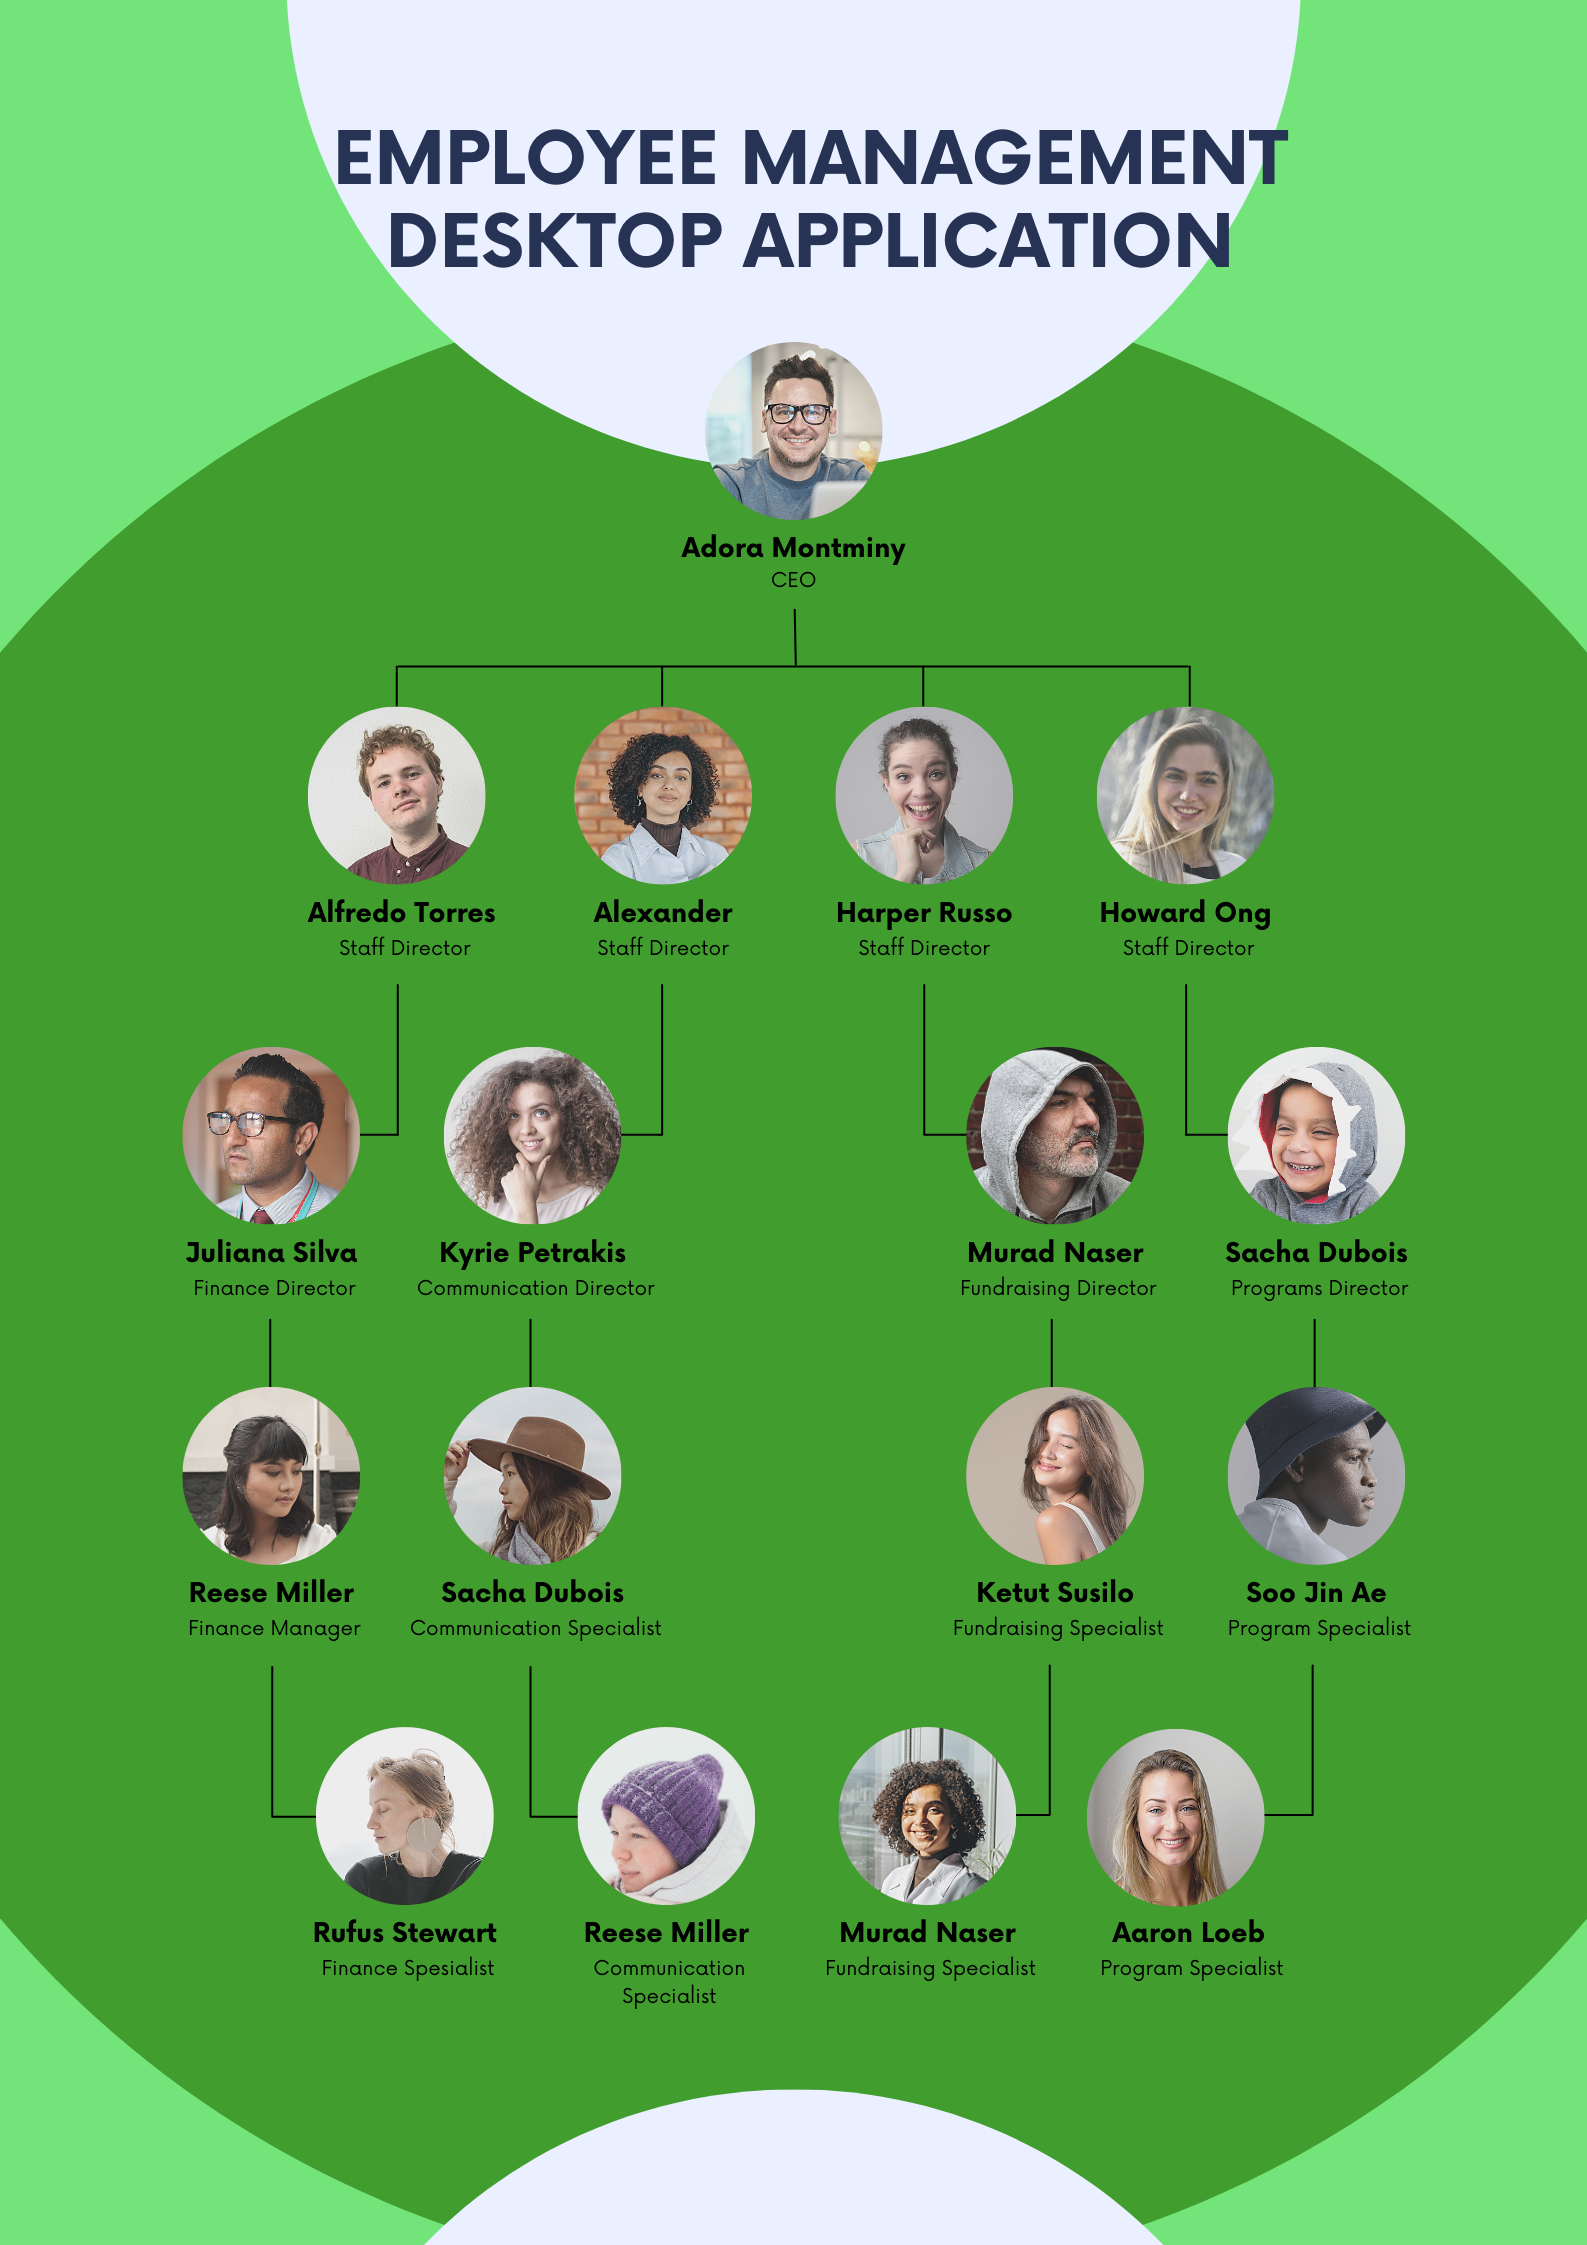 EMPLOYEE MANAGEMENT
DESKTOP APPLICATION
Adora Montminy
CEO
Alfredo Torres
Staff Director
Alexander
Staff Director
Harper Russo
Staff Director
Howard Ong
Staff Director
Juliana Silva
Finance Director
Kyrie Petrakis
Communication Director
Murad Naser
Fundraising Director
Sacha Dubois
Programs Director
Reese Miller
Finance Manager
Sacha Dubois
Communication Specialist
Ketut Susilo
Fundraising Specialist
Soo Jin Ae
Program Specialist
Rufus Stewart
Finance Spesialist
Reese Miller
Communication
Specialist
Murad Naser
Fundraising Specialist
Aaron Loeb
Program Specialist